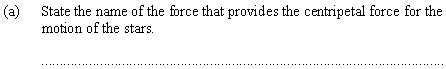 (a) State the name of the force that provides the centripetal force for the
motion of the stars.
................................................................................................................................